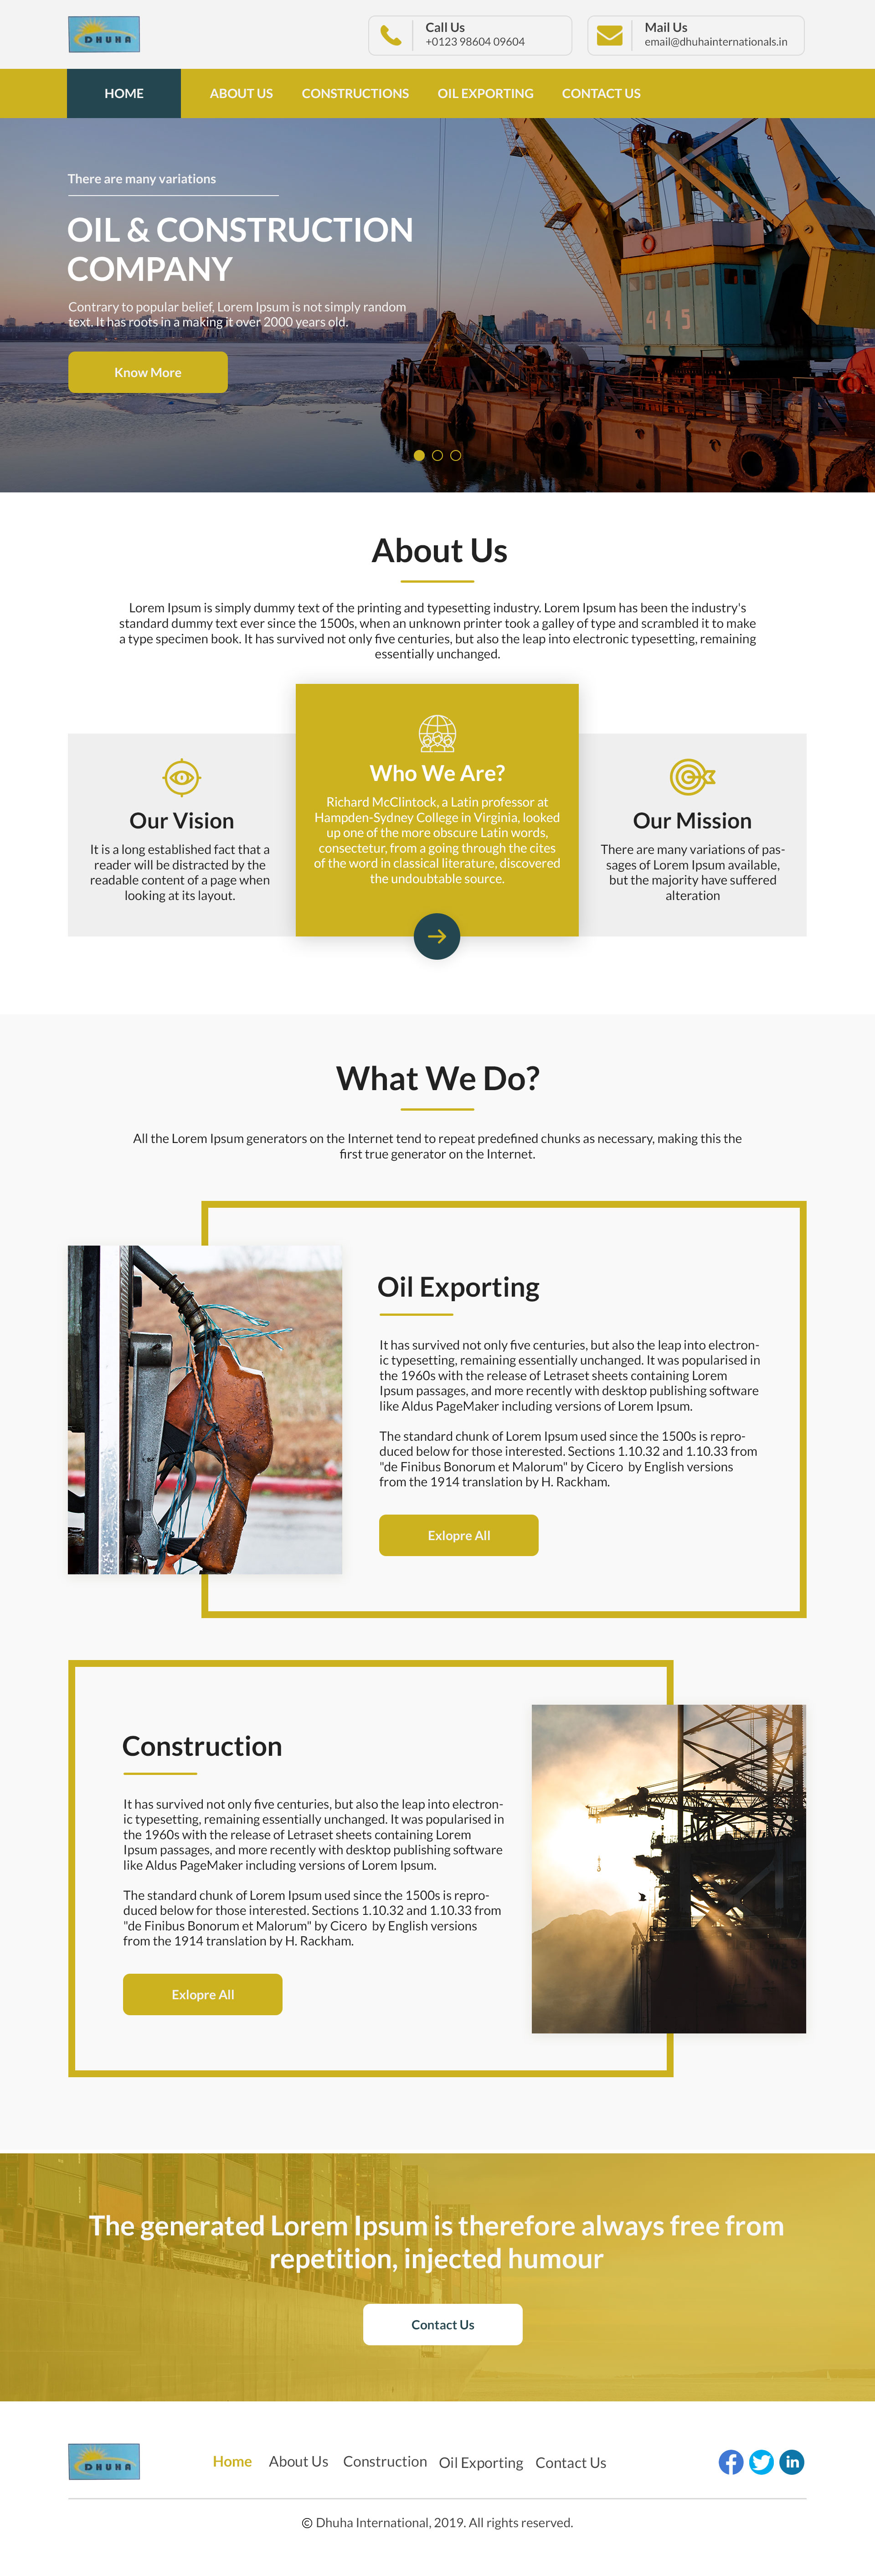 DHUHA
Call Us
+0123 98604 09604
Mail Us
email@dhuhainternationals.in
HOME
ABOUT US
CONSTRUCTIONS
OIL EXPORTING
CONTACT US
There are many variations
OIL & CONSTRUCTION
COMPANY
Contrary to popular belief, Lorem Ipsum is not simply random
text. It has roots in a making it over 2000 years old.
415
Know More
About Us
Lorem Ipsum is simply dummy text of the printing and typesetting industry. Lorem Ipsum has been the industry's
standard dummy text ever since the 1500s, when an unknown printer took a galley of type and scrambled it to make
a type specimen book. It has survived not only five centuries, but also the leap into electronic typesetting, remaining
essentially unchanged.
Our Vision
It is a long established fact that a
reader will be distracted by the
readable content of a page when
looking at its layout.
Who We Are?
Richard McClintock, a Latin professor at
Hampden-Sydney College in Virginia, looked
up one of the more obscure Latin words,
consectetur, from a going through the cites
of the word in classical literature, discovered
the undoubtable source.
Our Mission
There are many variations of pas-
sages of Lorem Ipsum available,
but the majority have suffered
alteration
What We Do?
All the Lorem Ipsum generators on the Internet tend to repeat predefined chunks as necessary, making this the
first true generator on the Internet.
Oil Exporting
It has survived not only five centuries, but also the leap into electron-
ic typesetting, remaining essentially unchanged. It was popularised in
the 1960s with the release of Letraset sheets containing Lorem
Ipsum passages, and more recently with desktop publishing software
like Aldus PageMaker including versions of Lorem Ipsum.
The standard chunk of Lorem Ipsum used since the 1500s is repro-
duced below for those interested. Sections 1.10.32 and 1.10.33 from
"de Finibus Bonorum et Malorum" by Cicero by English versions
from the 1914 translation by H. Rackham.
Exlopre All
Construction
It has survived not only five centuries, but also the leap into electron-
ic typesetting, remaining essentially unchanged. It was popularised in
the 1960s with the release of Letraset sheets containing Lorem
Ipsum passages, and more recently with desktop publishing software
like Aldus PageMaker including versions of Lorem Ipsum.
The standard chunk of Lorem Ipsum used since the 1500s is repro-
duced below for those interested. Sections 1.10.32 and 1.10.33 from
"de Finibus Bonorum et Malorum" by Cicero by English versions
from the 1914 translation by H. Rackham.
Exlopre All
The generated Lorem Ipsum is therefore always free from
repetition, injected humour
Contact Us
DHUHA
Home
About Us
Construction
Oil Exporting
Contact Us
© Dhuha International, 2019. All rights reserved.